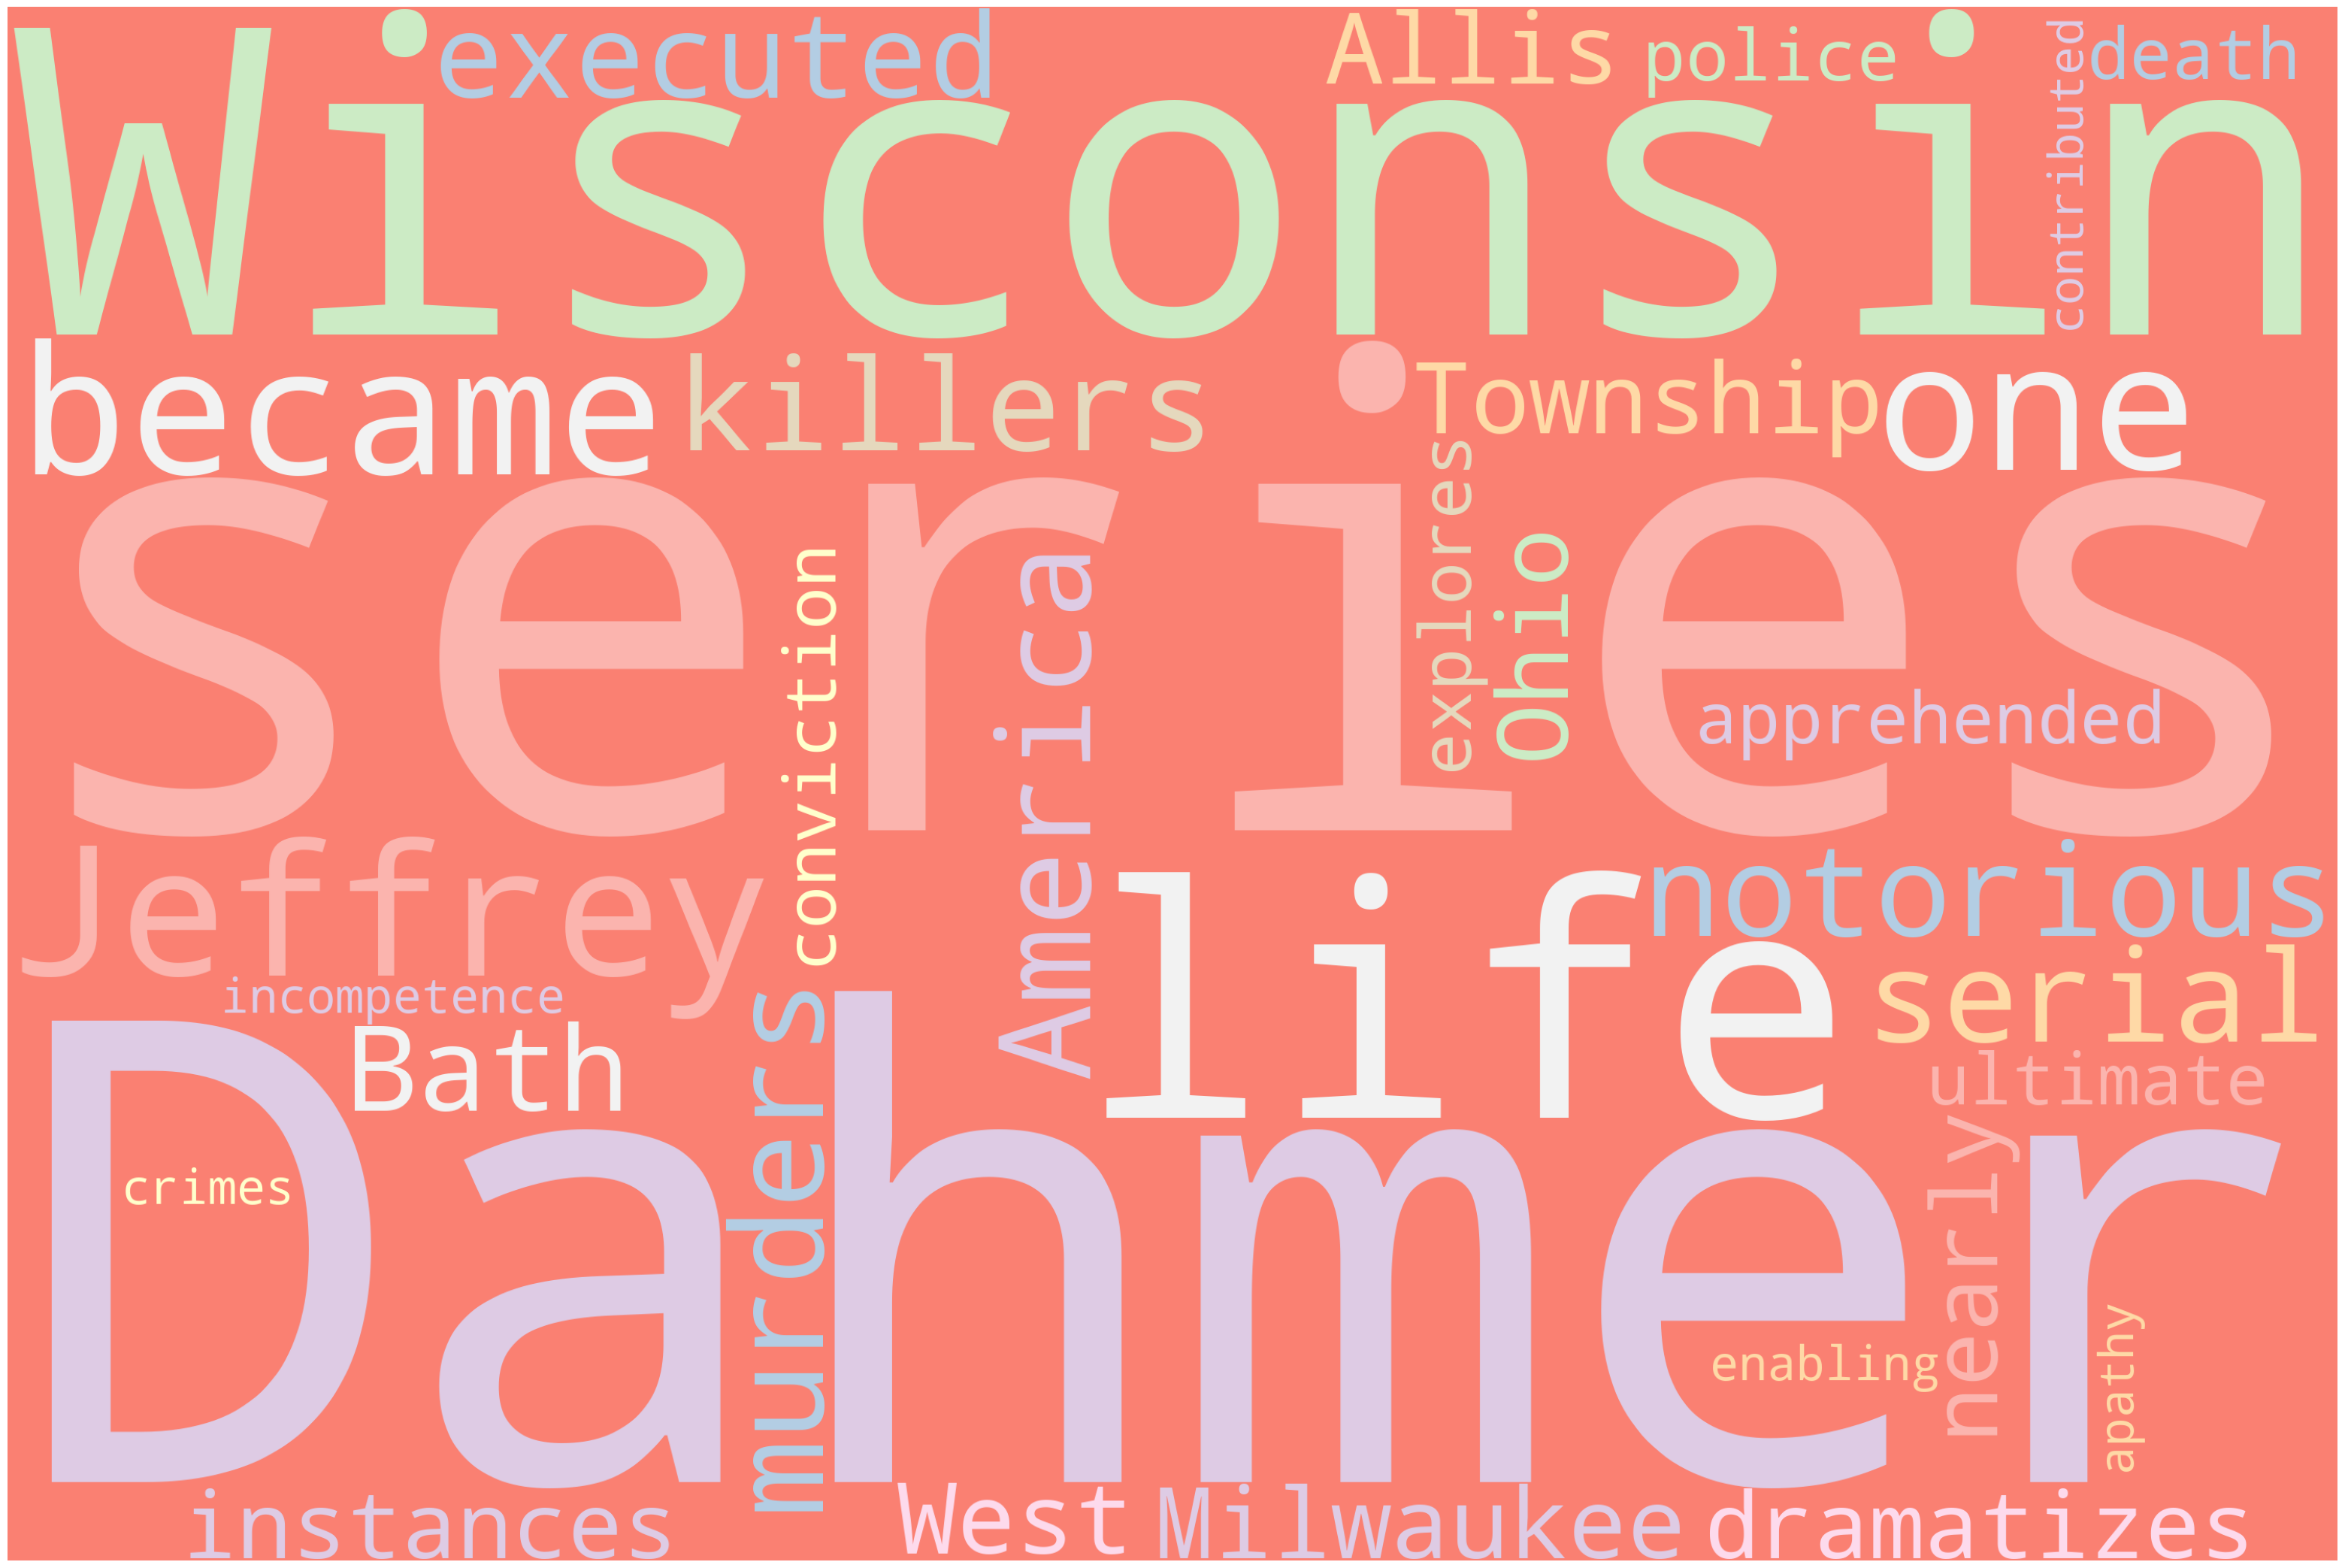 executed
Allis
police
death
contributed
Wisconsin
became
killers
Township
one
series
explores
Ohio
conviction
America
apprehended
Jeffrey
life
notorious
serial
incompetence
Bath
ultimate
murders
Dahmer
crimes
nearly
enabling
apathy
instances
West
Milwaukee
dramatizes